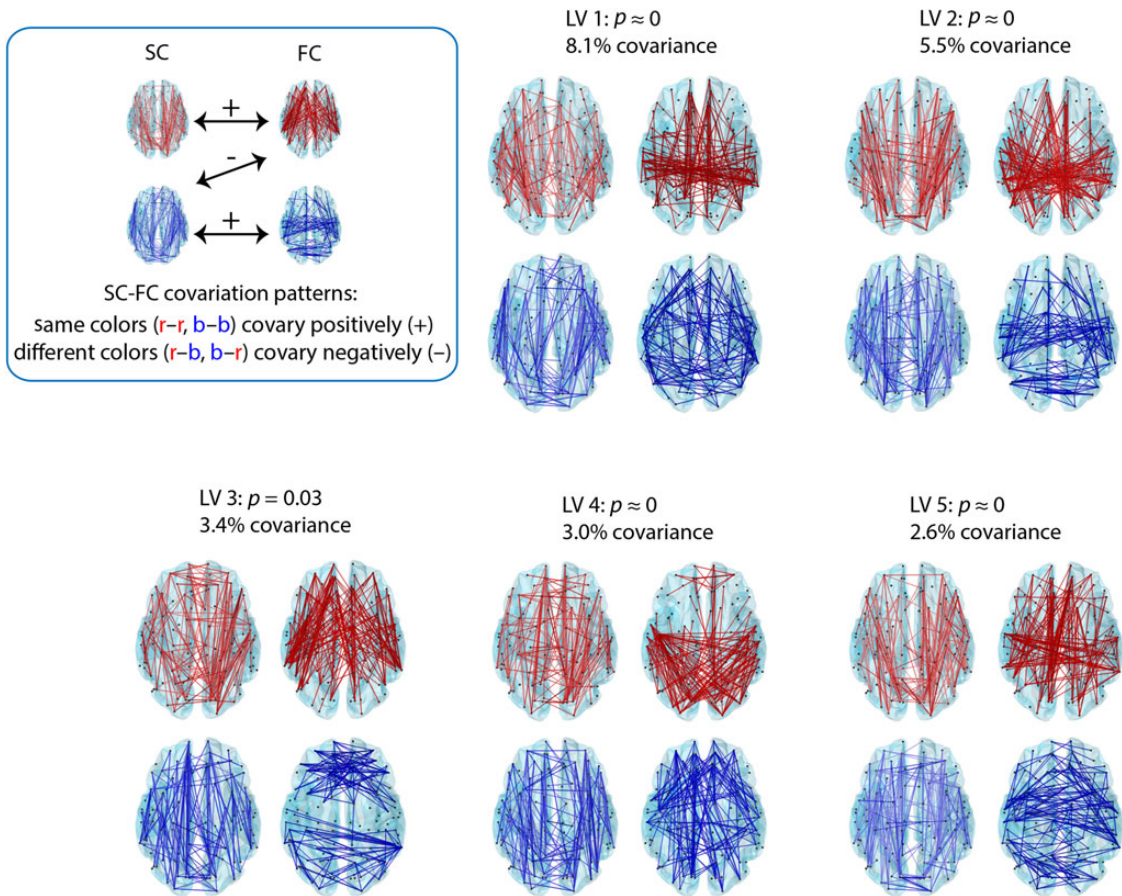 SC FC
+
-
+
SC-FC covariation patterns:
same colors (r–r, b–b) covary positively (+)
different colors (r–b, b–r) covary negatively (–)
LV 1: p ≈ 0
8.1% covariance
LV 2: p ≈ 0
5.5% covariance
LV 3: p = 0.03
3.4% covariance
LV 4: p ≈ 0
3.0% covariance
LV 5: p ≈ 0
2.6% covariance